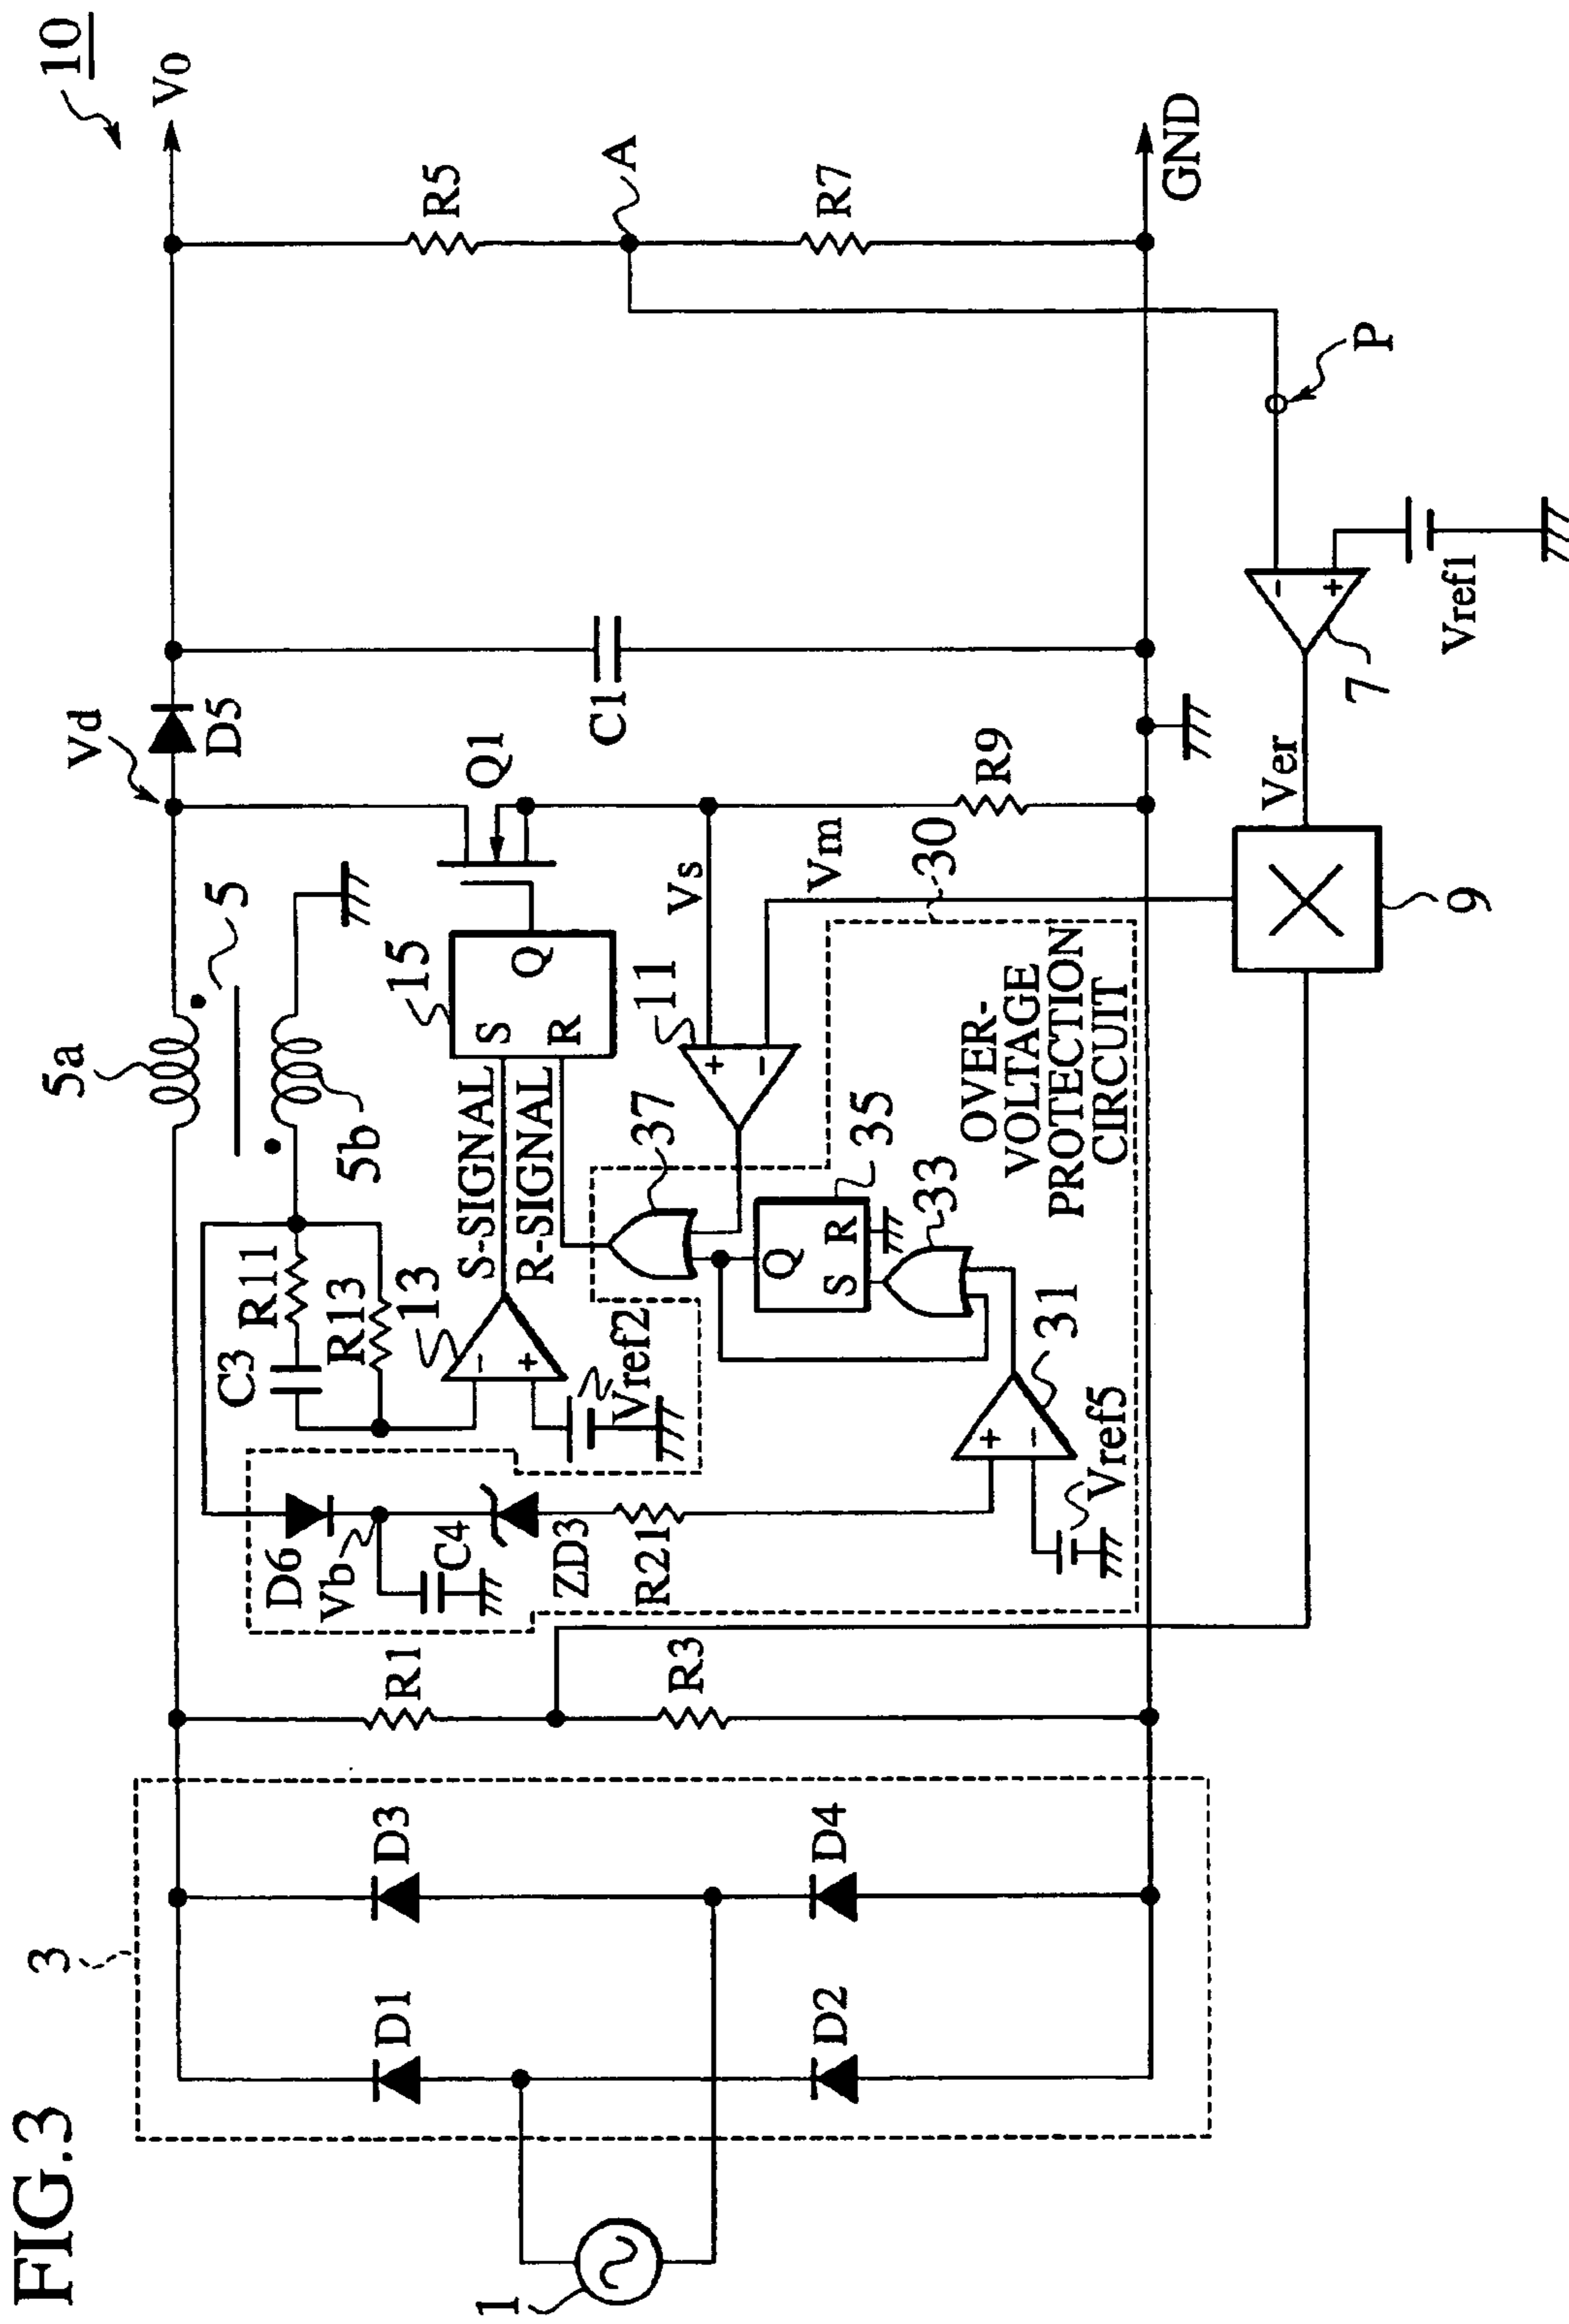 FIG.3
10
Vo
Vd
5a
5
D5
5b
R11
C3
R13
13
S-SIGNAL
R-SIGNAL
15
S
R
Q
Q1
R5
A
R7
GND
C1
R9
Vs
Vm
30
11
+
-
37
35
Q
S
R
33
31
+
-
-
+
Vref2
Vref5
OVER-
VOLTAGE
PROTECTION
CIRCUIT
D6
Vb
C4
ZD3
R21
R1
R3
3
D1
D3
D2
D4
1
P
-
+
Vref1
7
Ver
9